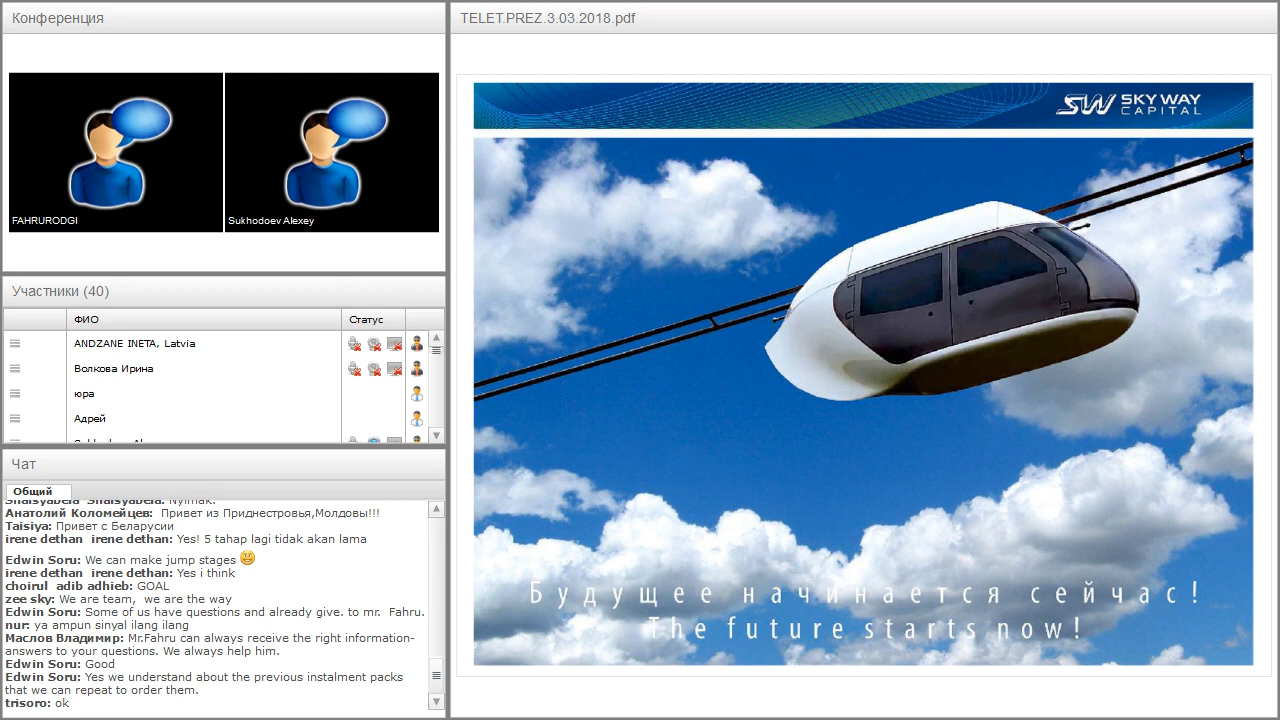 Конференция
FAHRURODGI
Sukhodoev Alexey
Участники (40)
ФИО
Статус
ANDZANE INETA, Latvia
Волкова Ирина
юра
Адрей
Чат
Общий
Анатолий Коломейцев: Привет из Приднестровья,Молдовы!!!
Taisiya: Привет с Беларусии
irene dethan irene dethan: Yes! 5 tahap lagi tidak akan lama
Edwin Soru: We can make jump stages
irene dethan irene dethan: Yes i think
choirul adib adhieb: GOAL
zee sky: We are team, we are the way
Edwin Soru: Some of us have questions and already give. to mr. Fahru.
nur: ya ampun sinyal ilang ilang
Маслов Владимир: Mr.Fahru can always receive the right information-
answers to your questions. We always help him.
Edwin Soru: Good
Edwin Soru: Yes we understand about the previous instalment packs
that we can repeat to order them.
trisoro: ok
TELET.PREZ.3.03.2018.pdf
SW SKY WAY
CAPITAL
Будущее начинается сейчас!
The future starts now!